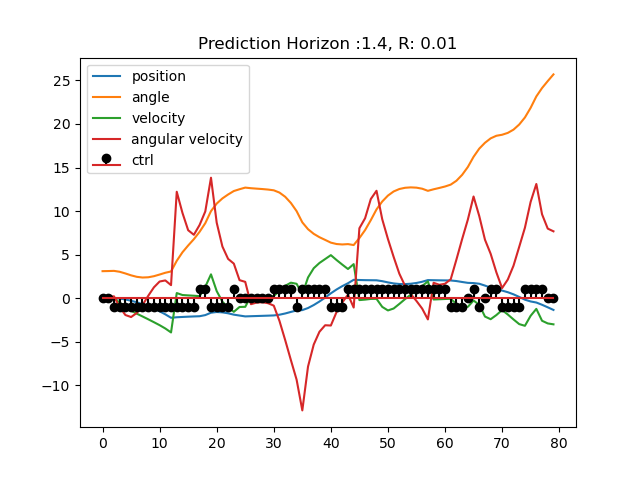 Prediction Horizon :1.4, R: 0.01
position
angle
velocity
angular velocity
ctrl
25
20
15
10
5
0
−5
−10
0 10 20 30 40 50 60 70 80